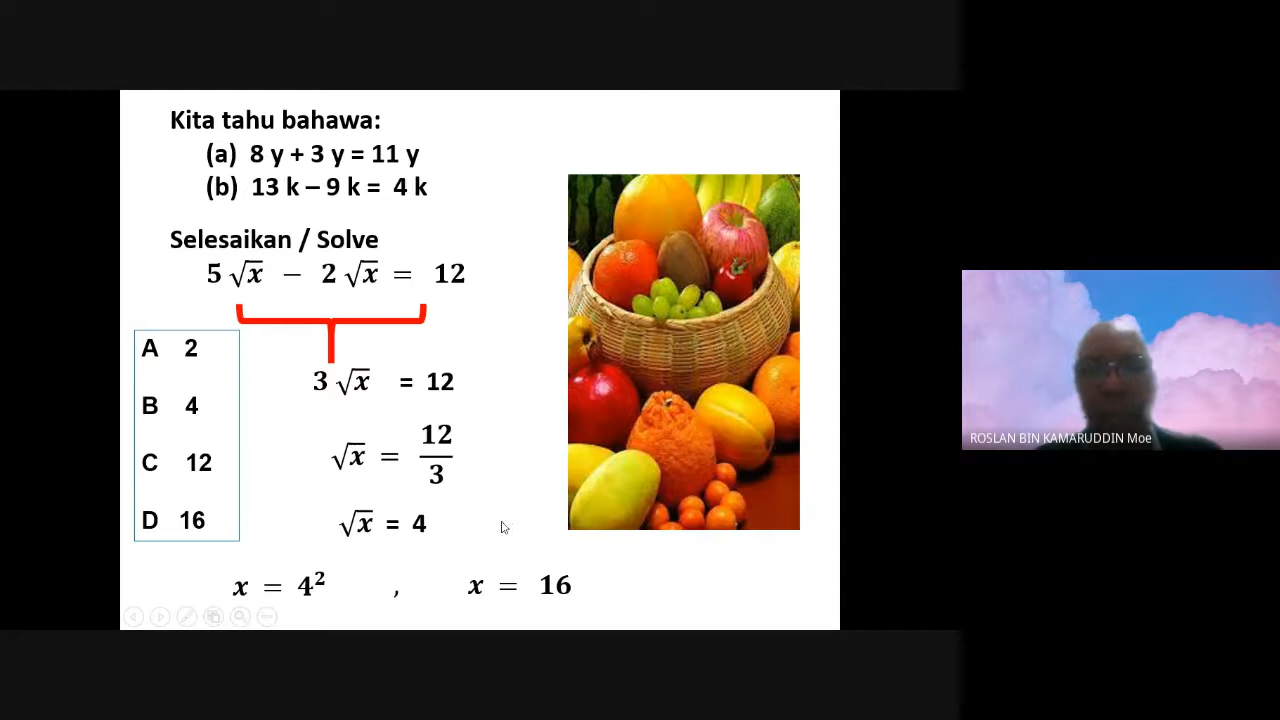 Kita tahu bahawa:
(a) 8 y + 3 y = 11 y
(b) 13 k – 9 k = 4 k
Selesaikan / Solve
5 √x − 2 √x = 12
A 2
B 4
C 12
D 16
3 √x = 12
√x = 12/3
√x = 4
x = 4² , x = 16
ROSLAN BIN KAMARUDDIN Moe